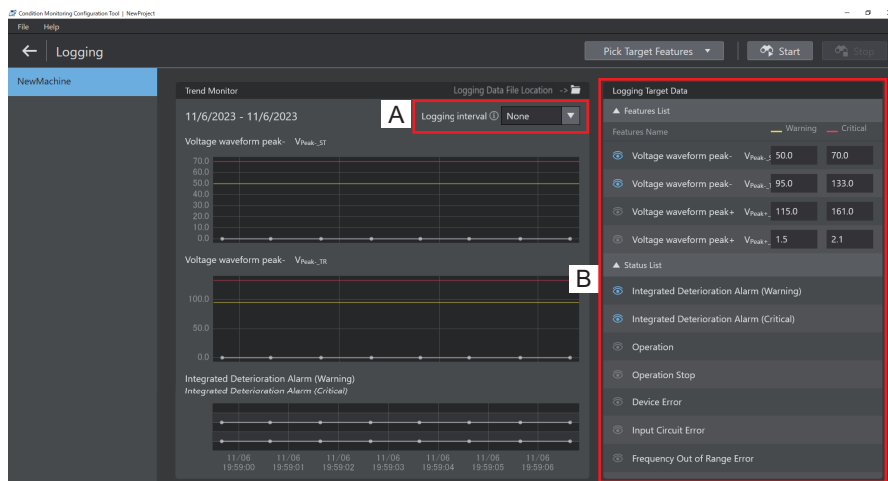 Condition Monitoring Configuration Tool | NewProject
File Help
Logging
Pick Target Features
Start
Stop
NewMachine
Trend Monitor
Logging Data File Location ->
11/6/2023 - 11/6/2023
A
Logging interval
None
Voltage waveform peak- VPeak-_ST
70.0
60.0
50.0
40.0
30.0
20.0
10.0
0.0
Voltage waveform peak- VPeak-_TR
100.0
50.0
0.0
Integrated Deterioration Alarm (Warning)
Integrated Deterioration Alarm (Critical)
11/06 11/06 11/06 11/06 11/06 11/06 11/06
19:59:00 19:59:01 19:59:02 19:59:03 19:59:04 19:59:05 19:59:06
B
Logging Target Data
Features List
Features Name Warning Critical
Voltage waveform peak- VPeak-_S 50.0 70.0
Voltage waveform peak- VPeak-_T 95.0 133.0
Voltage waveform peak+ VPeak+_ 115.0 161.0
Voltage waveform peak+ VPeak+_ 1.5 2.1
Status List
Integrated Deterioration Alarm (Warning)
Integrated Deterioration Alarm (Critical)
Operation
Operation Stop
Device Error
Input Circuit Error
Frequency Out of Range Error